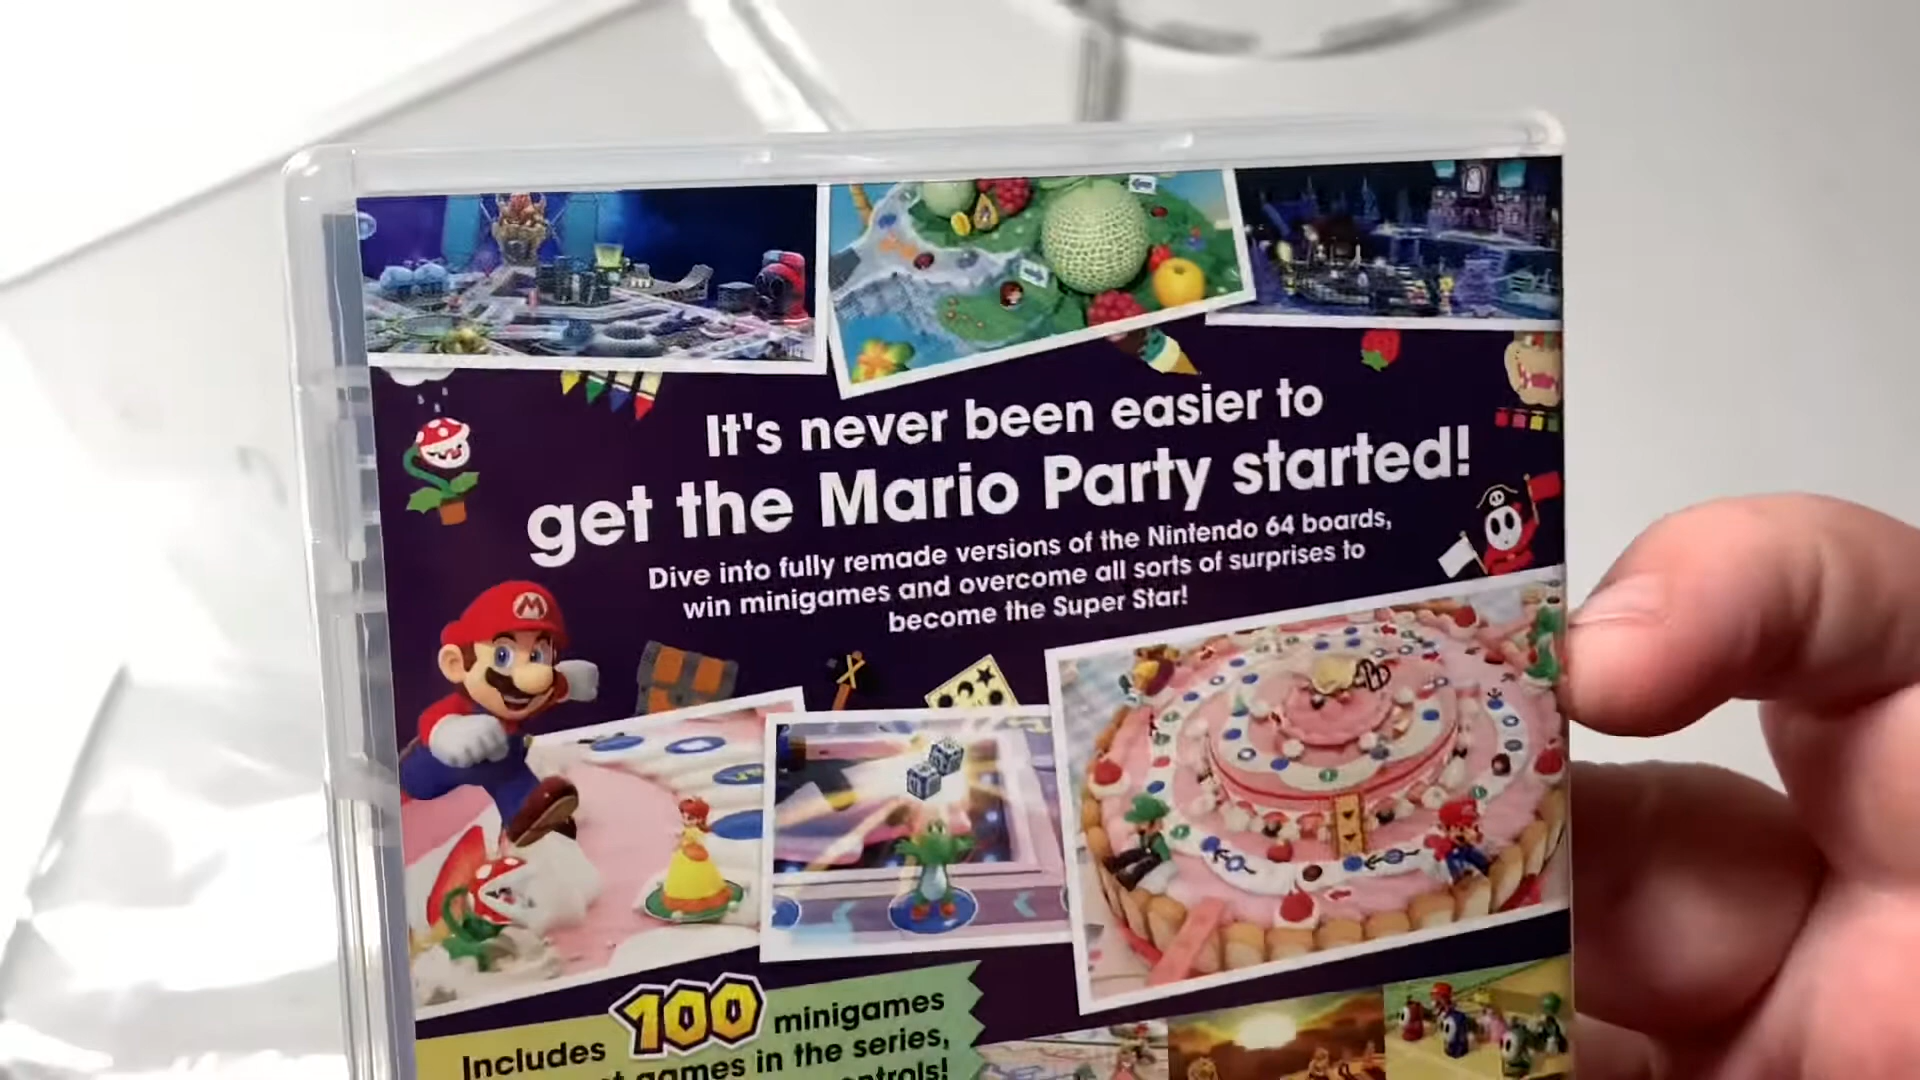 It's never been easier to
get the Mario Party started!
Dive into fully remade versions of the Nintendo 64 boards,
win minigames and overcome all sorts of surprises to
become the Super Star!
M
Includes 100 minigames
games in the series,